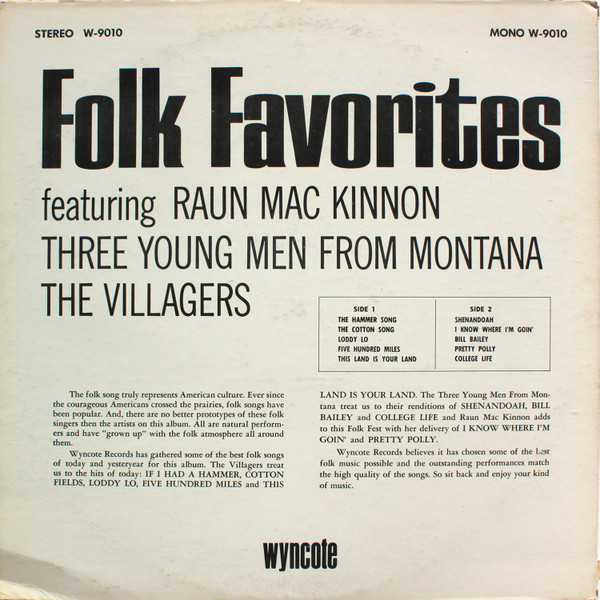 STEREO W-9010
MONO W-9010
Folk Favorites
featuring RAUN MAC KINNON
THREE YOUNG MEN FROM MONTANA
THE VILLAGERS
SIDE 1
THE HAMMER SONG
THE COTTON SONG
LODDY LO
FIVE HUNDRED MILES
THIS LAND IS YOUR LAND
SIDE 2
SHENANDOAH
I KNOW WHERE I'M GOIN'
BILL BAILEY
PRETTY POLLY
COLLEGE LIFE
The folk song truly represents American culture. Ever since
the courageous Americans crossed the prairies, folk songs have
been popular. And, there are no better prototypes of these folk
singers then the artists on this album. All are natural perform-
ers and have "grown up" with the folk atmosphere all around
them.
Wyncote Records has gathered some of the best folk songs
of today and yesteryear for this album. The Villagers treat
us to the hits of today: IF I HAD A HAMMER, COTTON
FIELDS, LODDY LO, FIVE HUNDRED MILES and THIS
LAND IS YOUR LAND. The Three Young Men From Mon-
tana treat us to their renditions of SHENANDOAH, BILL
BAILEY and COLLEGE LIFE and Raun Mac Kinnon adds
to this Folk Fest with her delivery of I KNOW WHERE I'M
GOIN' and PRETTY POLLY.
Wyncote Records believes it has chosen some of the best
folk music possible and the outstanding performances match
the high quality of the songs. So sit back and enjoy your kind
of music.
wyncote